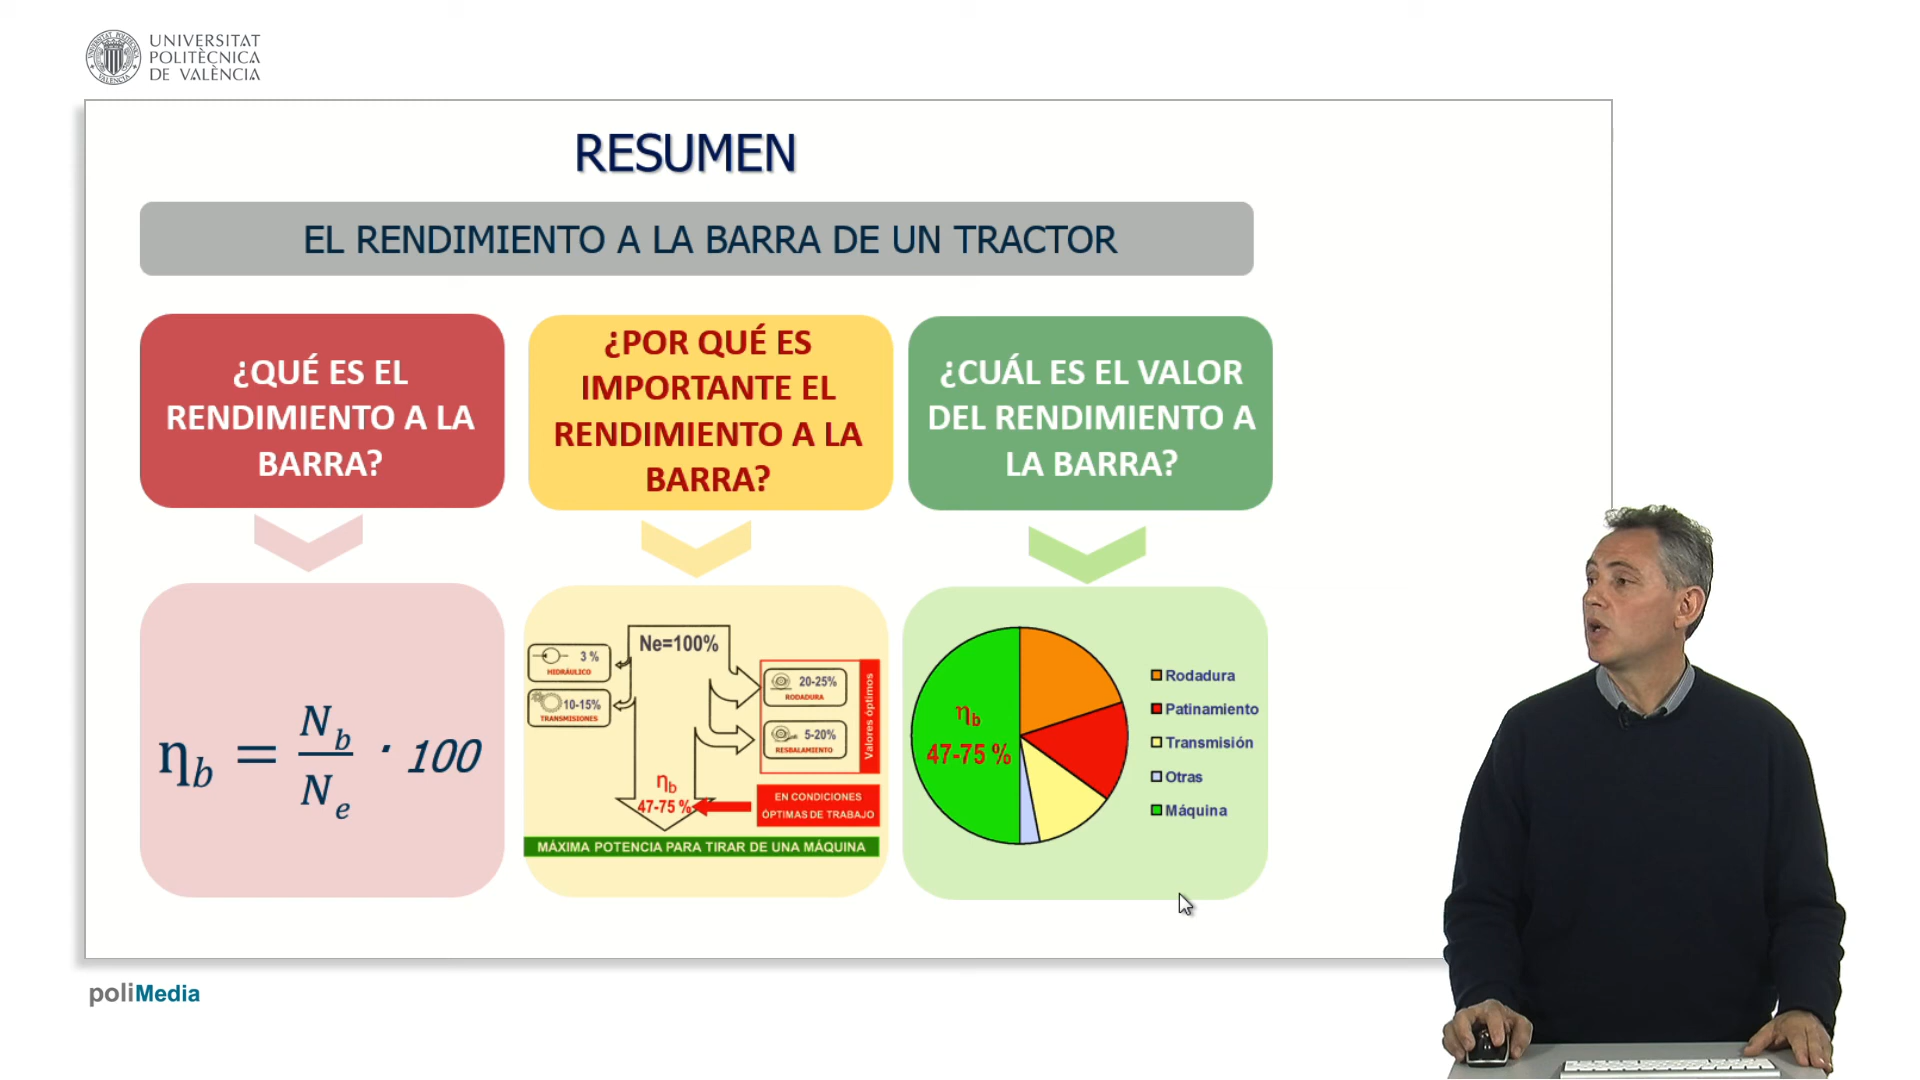 UNIVERSITAT
POLITÈCNICA
DE VALÈNCIA
RESUMEN
EL RENDIMIENTO A LA BARRA DE UN TRACTOR
¿QUÉ ES EL
RENDIMIENTO A LA
BARRA?
¿POR QUÉ ES
IMPORTANTE EL
RENDIMIENTO A LA
BARRA?
¿CUÁL ES EL VALOR
DEL RENDIMIENTO A
LA BARRA?
ηb = Nb / Ne · 100
Ne=100%
3 %
HIDRÁULICO
10-15%
TRANSMISIONES
20-25%
RODADURA
5-20%
RESBALAMIENTO
Valores óptimos
ηb
47-75 %
EN CONDICIONES
ÓPTIMAS DE TRABAJO
MÁXIMA POTENCIA PARA TIRAR DE UNA MÁQUINA
ηb
47-75 %
Rodadura
Patinamiento
Transmisión
Otras
Máquina
poliMedia